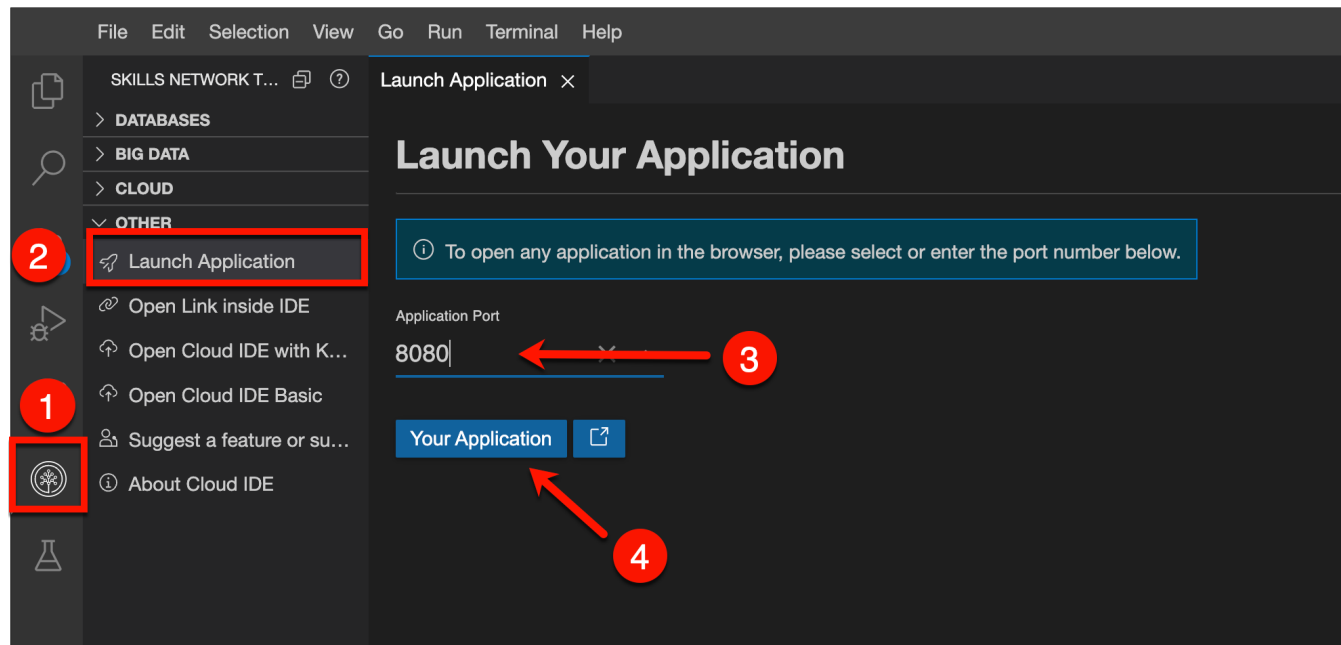 File Edit Selection View Go Run Terminal Help
SKILLS NETWORK T...
Launch Application
DATABASES
BIG DATA
CLOUD
OTHER
2
Launch Application
Open Link inside IDE
Open Cloud IDE with K...
1
Open Cloud IDE Basic
Suggest a feature or su...
About Cloud IDE
Launch Your Application
To open any application in the browser, please select or enter the port number below.
Application Port
8080
3
Your Application
4